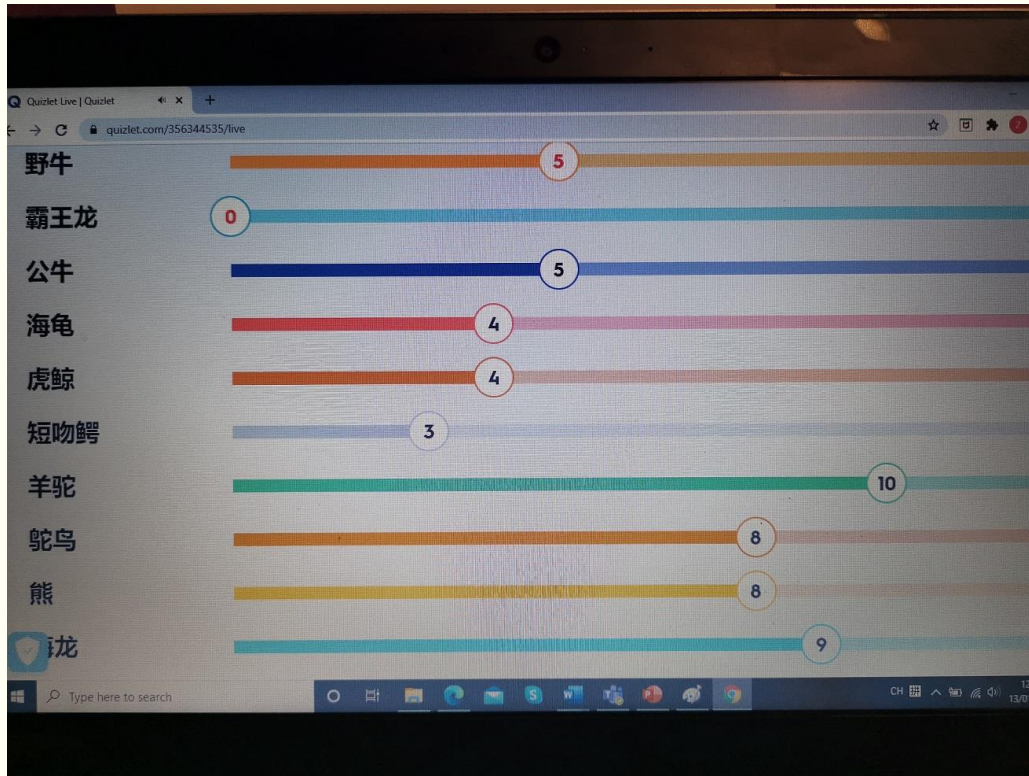 Quizlet Live | Quizlet
quizlet.com/356344535/live
野牛 5
霸王龙 0
公牛 5
海龟 4
虎鲸 4
短吻鳄 3
羊驼 10
鸵鸟 8
熊 8
龙 9
Type here to search
CH